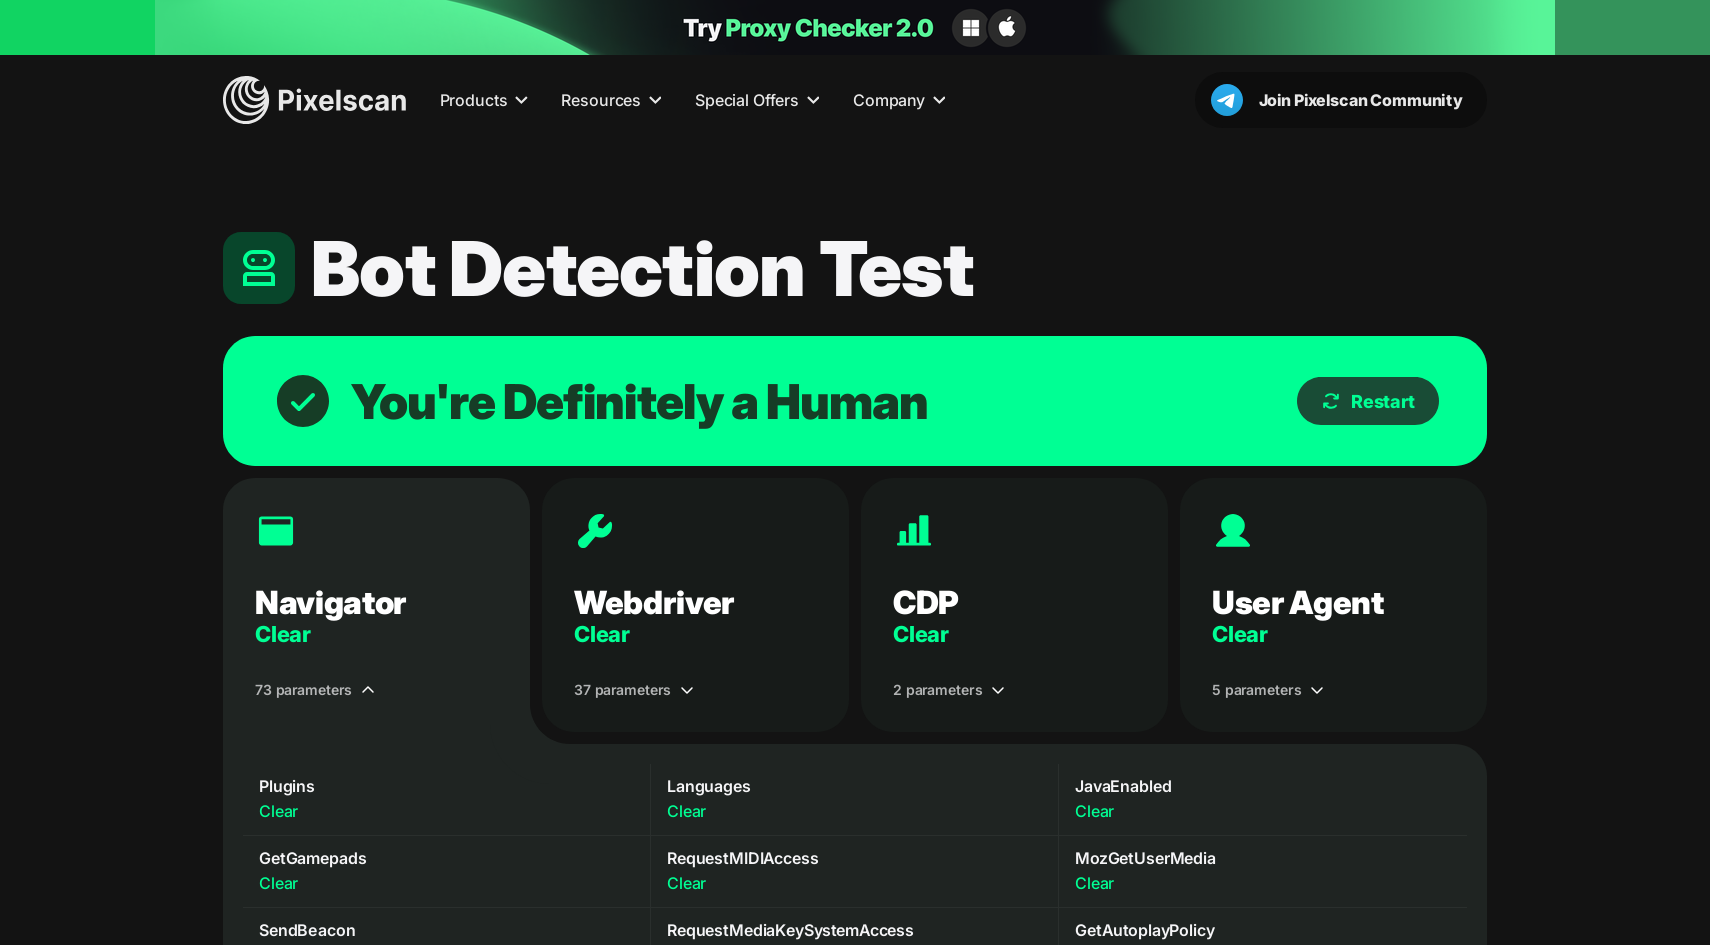 Try Proxy Checker 2.0
Pixelscan
Products
Resources
Special Offers
Company
Join Pixelscan Community
Bot Detection Test
You're Definitely a Human
Restart
Navigator
Clear
73 parameters
Webdriver
Clear
37 parameters
CDP
Clear
2 parameters
User Agent
Clear
5 parameters
Plugins
Clear
Languages
Clear
JavaEnabled
Clear
GetGamepads
Clear
RequestMIDIAccess
Clear
MozGetUserMedia
Clear
SendBeacon
RequestMediaKeySystemAccess
GetAutoplayPolicy